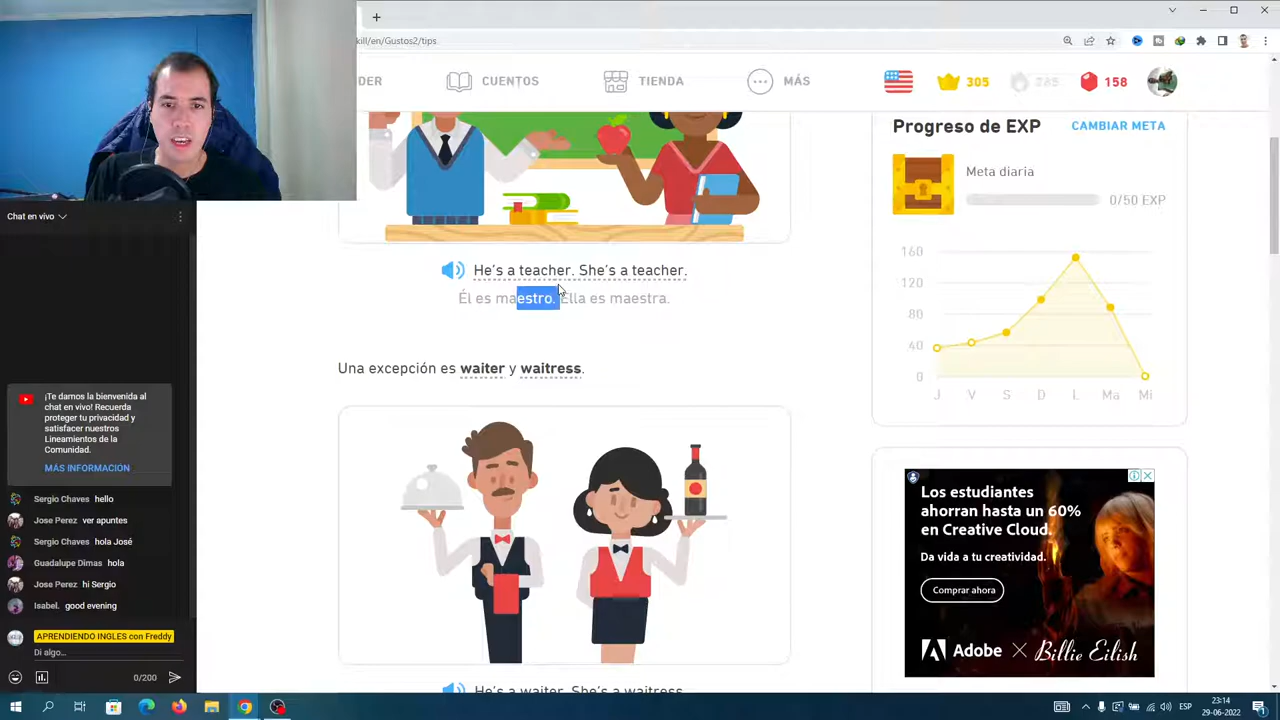 kill/en/Gustos2/tips
DER
CUENTOS
TIENDA
MÁS
305
285
158
Progreso de EXP
CAMBIAR META
Meta diaria
0/50 EXP
160
120
80
40
0
J V S D L Ma Mi
He's a teacher. She's a teacher.
Él es maestro. Ella es maestra.
Una excepción es waiter y waitress.
He's a waiter. She's a waitress.
Chat en vivo
¡Te damos la bienvenida al
chat en vivo! Recuerda
proteger tu privacidad y
satisfacer nuestros
Lineamientos de la
Comunidad.
MÁS INFORMACIÓN
Sergio Chaves hello
Jose Perez ver apuntes
Sergio Chaves hola José
Guadalupe Dimas hola
Jose Perez hi Sergio
Isabel. good evening
APRENDIENDO INGLES con Freddy
Di algo...
0/200
Los estudiantes
ahorran hasta un 60%
en Creative Cloud.
Da vida a tu creatividad.
Comprar ahora
Adobe × Billie Eilish
ESP
23:14
29-06-2022
1